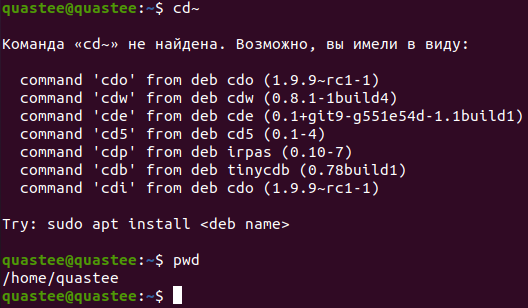 quastee@quastee:~$ cd~
Команда «cd~» не найдена. Возможно, вы имели в виду:
command 'cdo' from deb cdo (1.9.9~rc1-1)
command 'cdw' from deb cdw (0.8.1-1build4)
command 'cde' from deb cde (0.1+git9-g551e54d-1.1build1)
command 'cd5' from deb cd5 (0.1-4)
command 'cdp' from deb irpas (0.10-7)
command 'cdb' from deb tinycdb (0.78build1)
command 'cdi' from deb cdo (1.9.9~rc1-1)
Try: sudo apt install <deb name>
quastee@quastee:~$ pwd
/home/quastee
quastee@quastee:~$